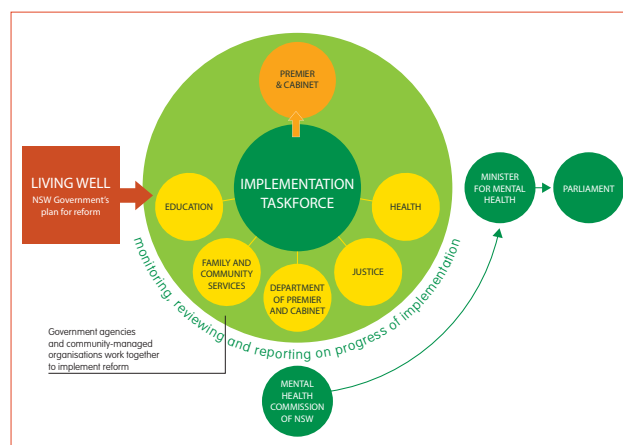 PREMIER
& CABINET
LIVING WELL
NSW Government's
plan for reform
IMPLEMENTATION
TASKFORCE
EDUCATION
HEALTH
FAMILY AND
COMMUNITY
SERVICES
JUSTICE
DEPARTMENT
OF PREMIER
AND CABINET
MINISTER
FOR MENTAL
HEALTH
PARLIAMENT
monitoring, reviewing and reporting on progress of implementation
Government agencies
and community-managed
organisations work together
to implement reform
MENTAL
HEALTH
COMMISSION
OF NSW